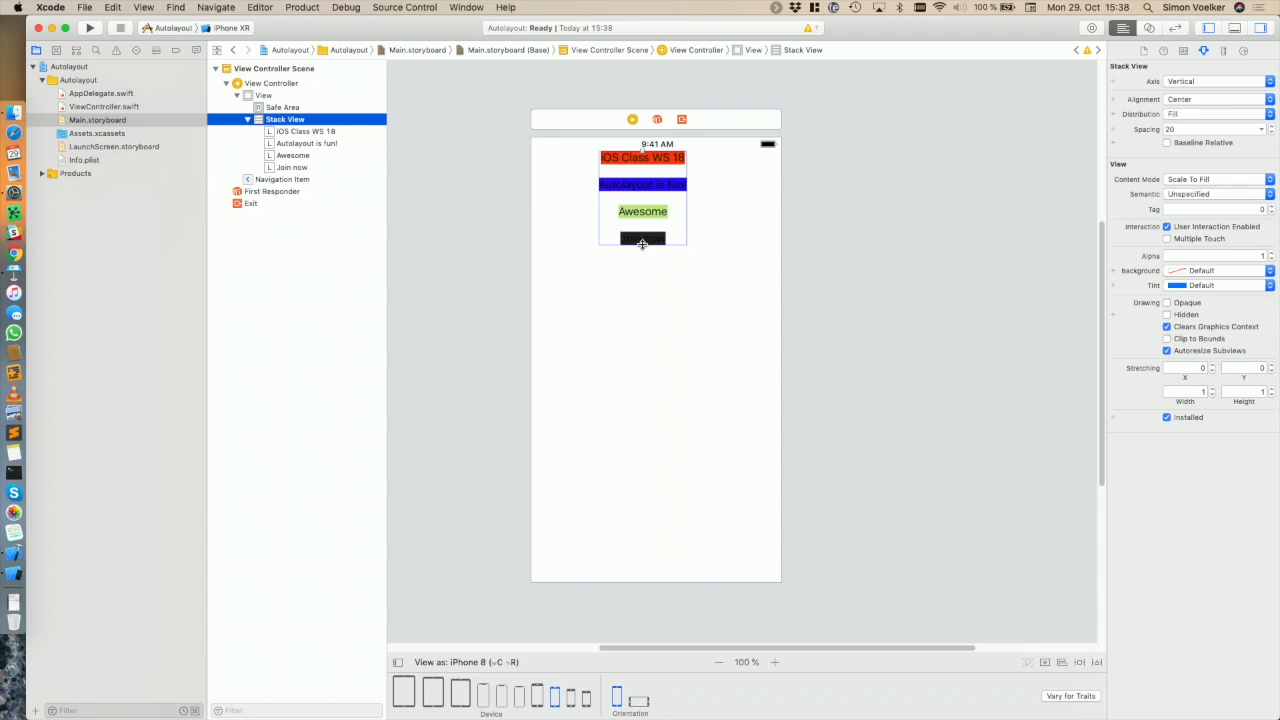 Xcode File Edit View Find Navigate Editor Product Debug Source Control Window Help 100 % Mon 29. Oct 15:38 Simon Voelker
Autolayout iPhone XR
Autolayout: Ready | Today at 15:38
Autolayout Autolayout Main.storyboard Main.storyboard (Base) View Controller Scene View Controller View Stack View
Autolayout
Autolayout
AppDelegate.swift
ViewController.swift
Main.storyboard
Assets.xcassets
LaunchScreen.storyboard
Info.plist
Products
View Controller Scene
View Controller
View
Safe Area
Stack View
iOS Class WS 18
Autolayout is fun!
Awesome
Join now
Navigation Item
First Responder
Exit
9:41 AM
iOS Class WS 18
Autolayout is fun!
Awesome
Stack View
Axis Vertical
Alignment Center
Distribution Fill
Spacing 20
Baseline Relative
View
Content Mode Scale To Fill
Semantic Unspecified
Tag 0
Interaction User Interaction Enabled
Multiple Touch
Alpha 1
Background Default
Tint Default
Drawing Opaque
Hidden
Clears Graphics Context
Clip to Bounds
Autoresize Subviews
Stretching 0 0
X Y
1 1
Width Height
Installed
View as: iPhone 8 (wC hR)
100 %
Device
Orientation
Vary for Traits
Filter
Filter